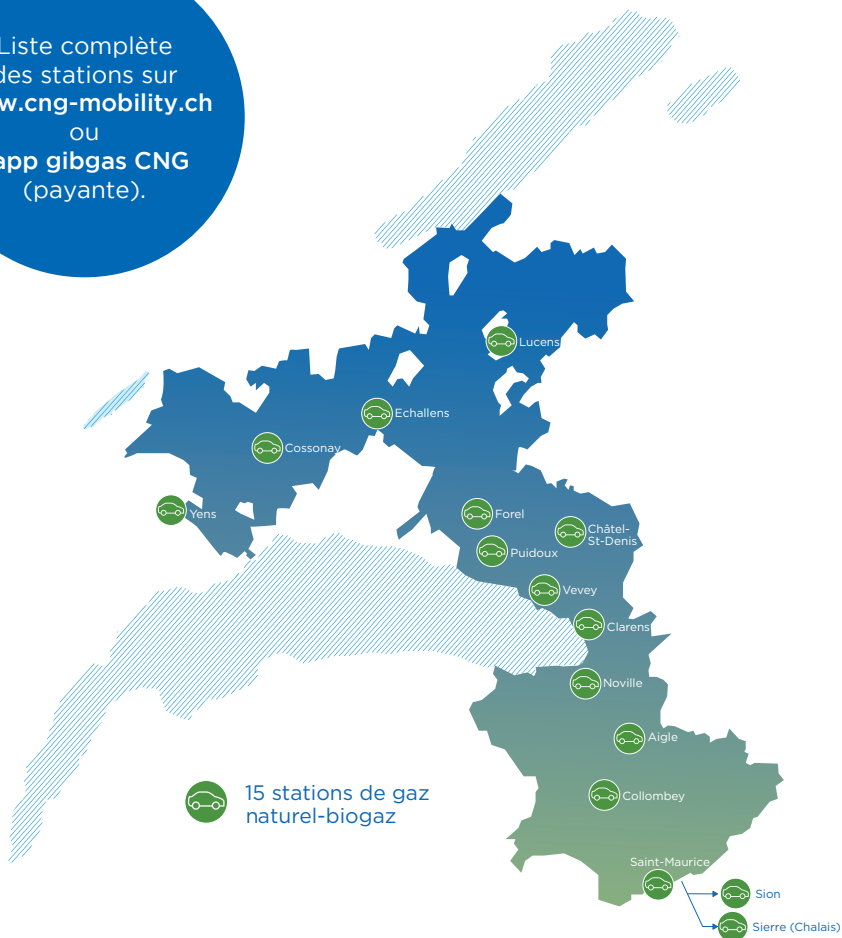 Liste complète
des stations sur
w.cng-mobility.ch
ou
app gibgas CNG
(payante).
Lucens
Echallens
Cossonay
Yens
Forel
Châtel-
St-Denis
Puidoux
Vevey
Clarens
Noville
Aigle
15 stations de gaz
naturel-biogaz
Collombey
Saint-Maurice
Sion
Sierre (Chalais)